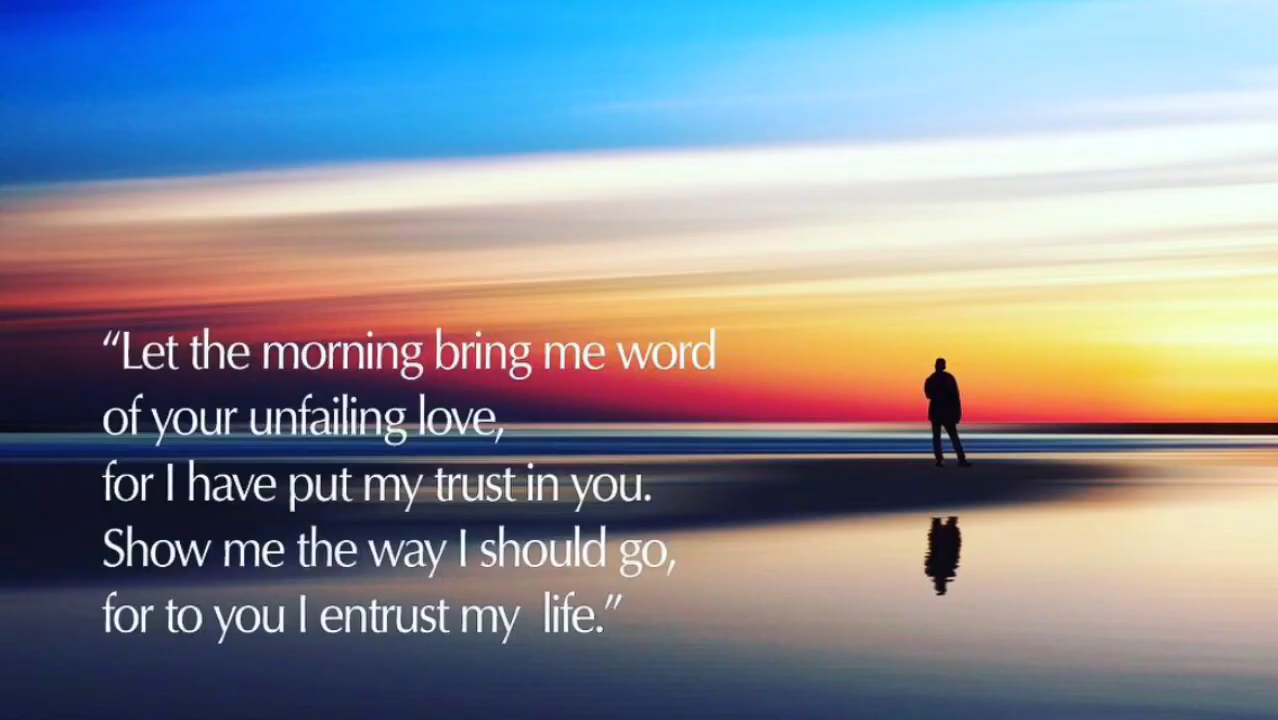 “Let the morning bring me word
of your unfailing love,
for I have put my trust in you.
Show me the way I should go,
for to you I entrust my  life.”